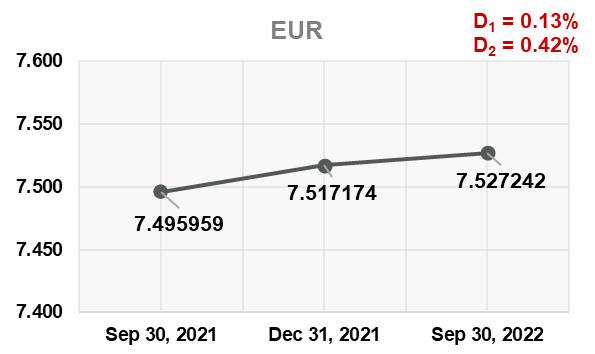 EUR
D₁ = 0.13%
D₂ = 0.42%
7.600
7.550
7.500
7.450
7.400
7.495959
7.517174
7.527242
Sep 30, 2021
Dec 31, 2021
Sep 30, 2022